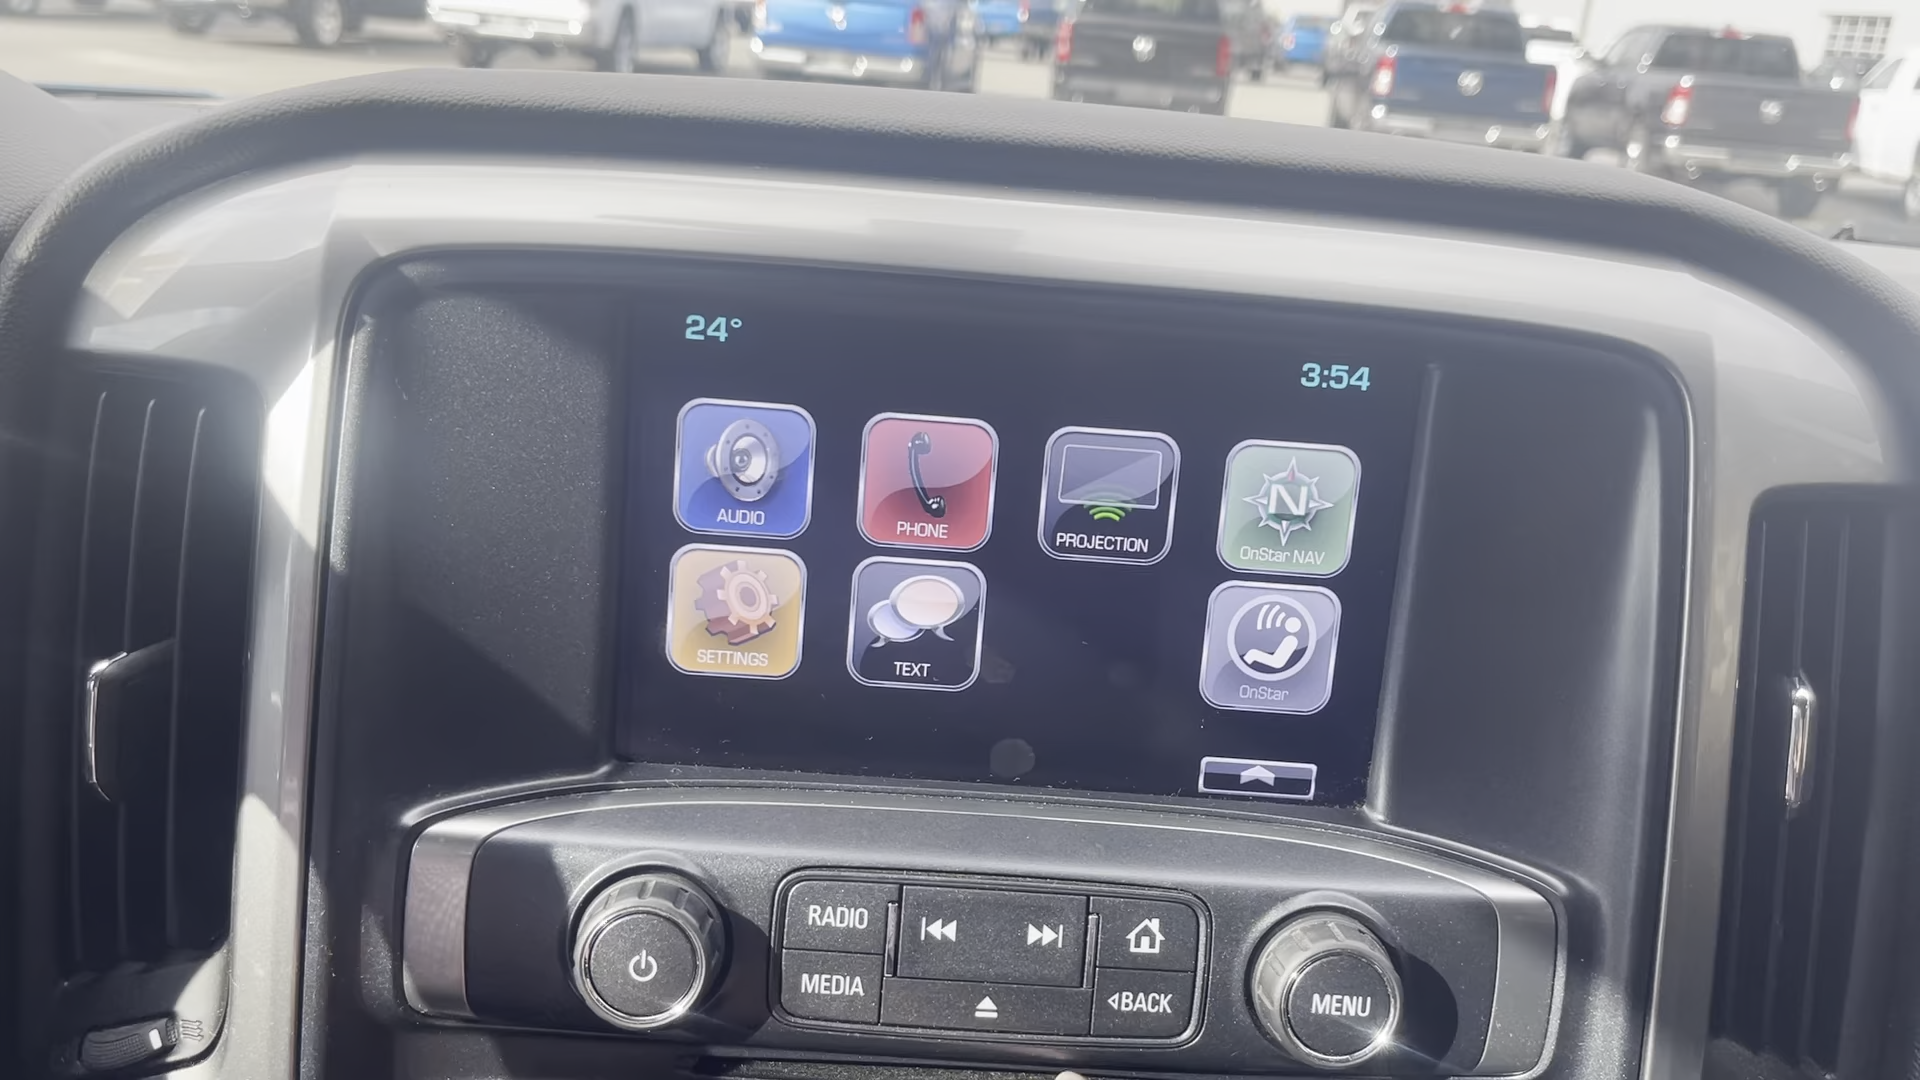 24°
3:54
AUDIO
PHONE
PROJECTION
N
OnStar NAV
SETTINGS
TEXT
OnStar
RADIO
MEDIA
BACK
MENU